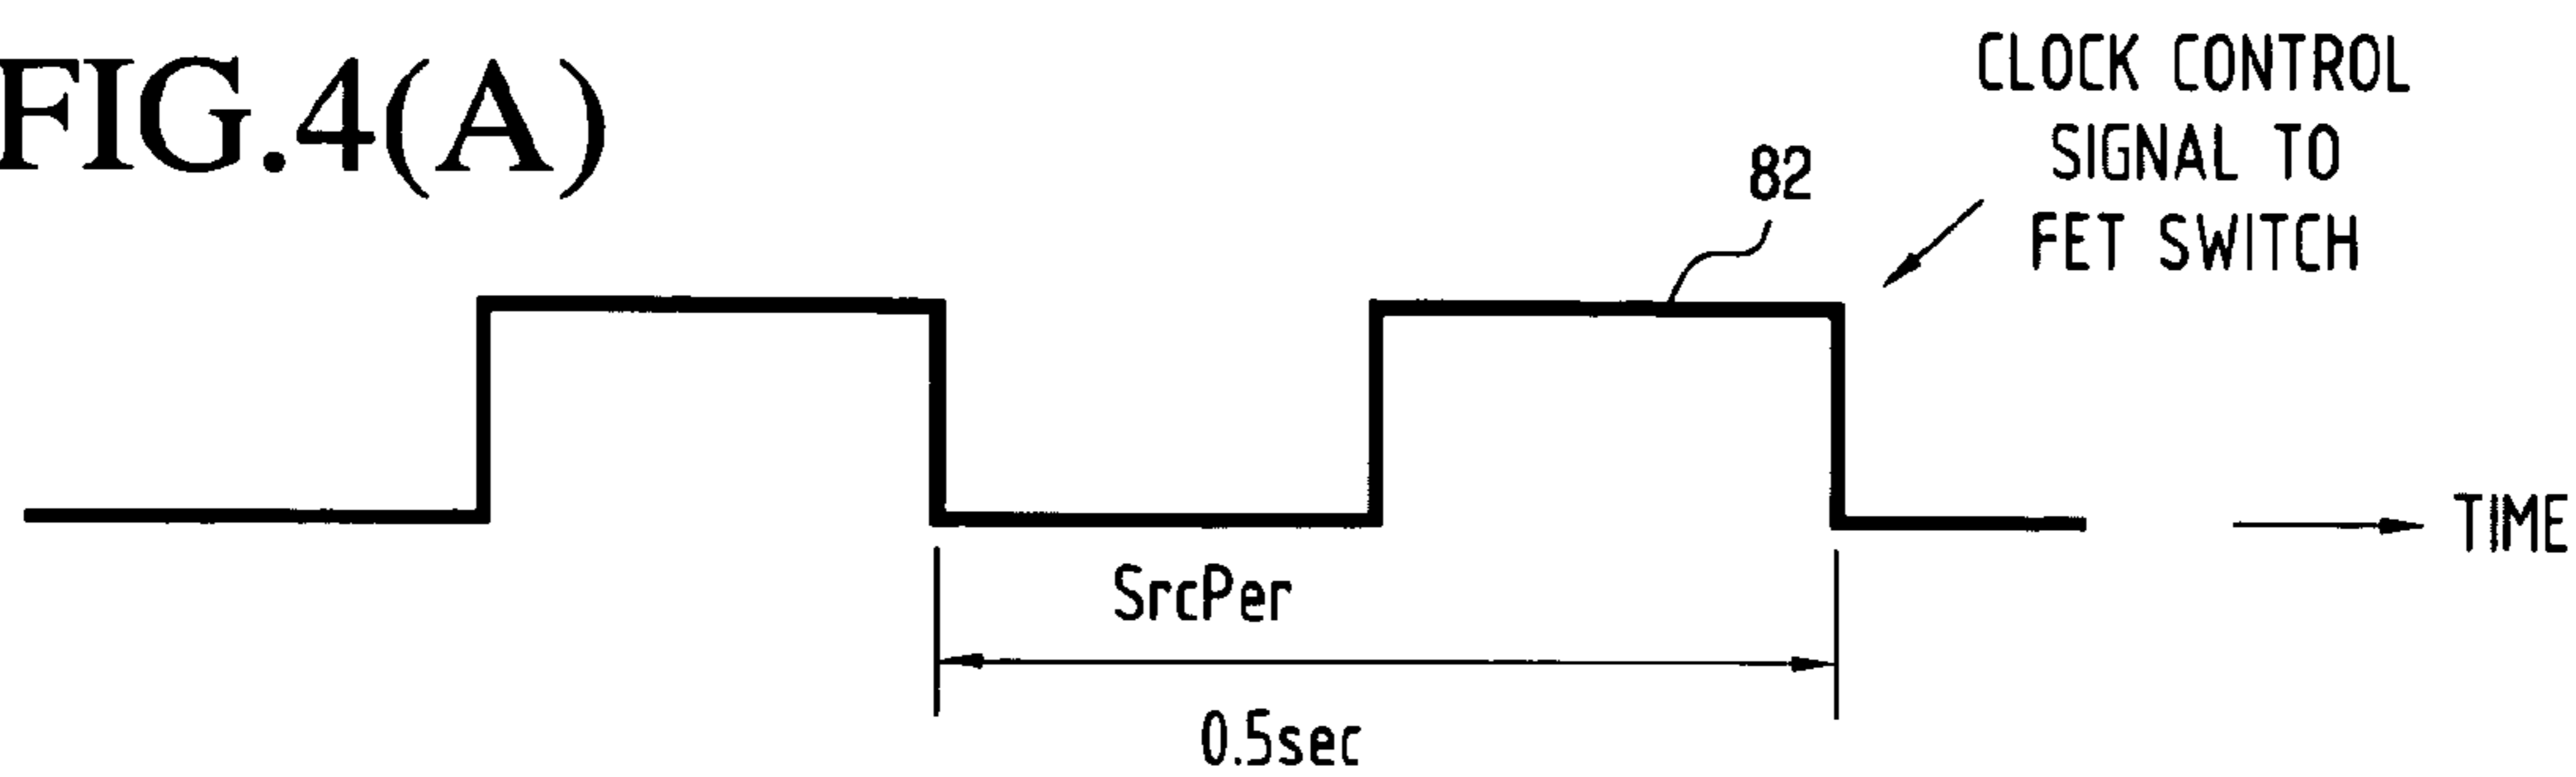 FIG.4(A)
CLOCK CONTROL
SIGNAL TO
FET SWITCH
82
TIME
SrcPer
0.5sec